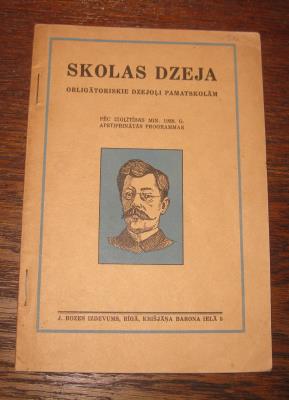 SKOLAS DZEJA
OBLIGĀTORISKIE DZEJOĻI PAMATSKOLĀM
PĒC IZGLĪTĪBAS MIN. 1928. G.
APSTIPRINĀTĀS PROGRAMMAS
J. ROZES IZDEVUMS, RĪGĀ, KRIŠJĀŅA BARONA IELĀ 5